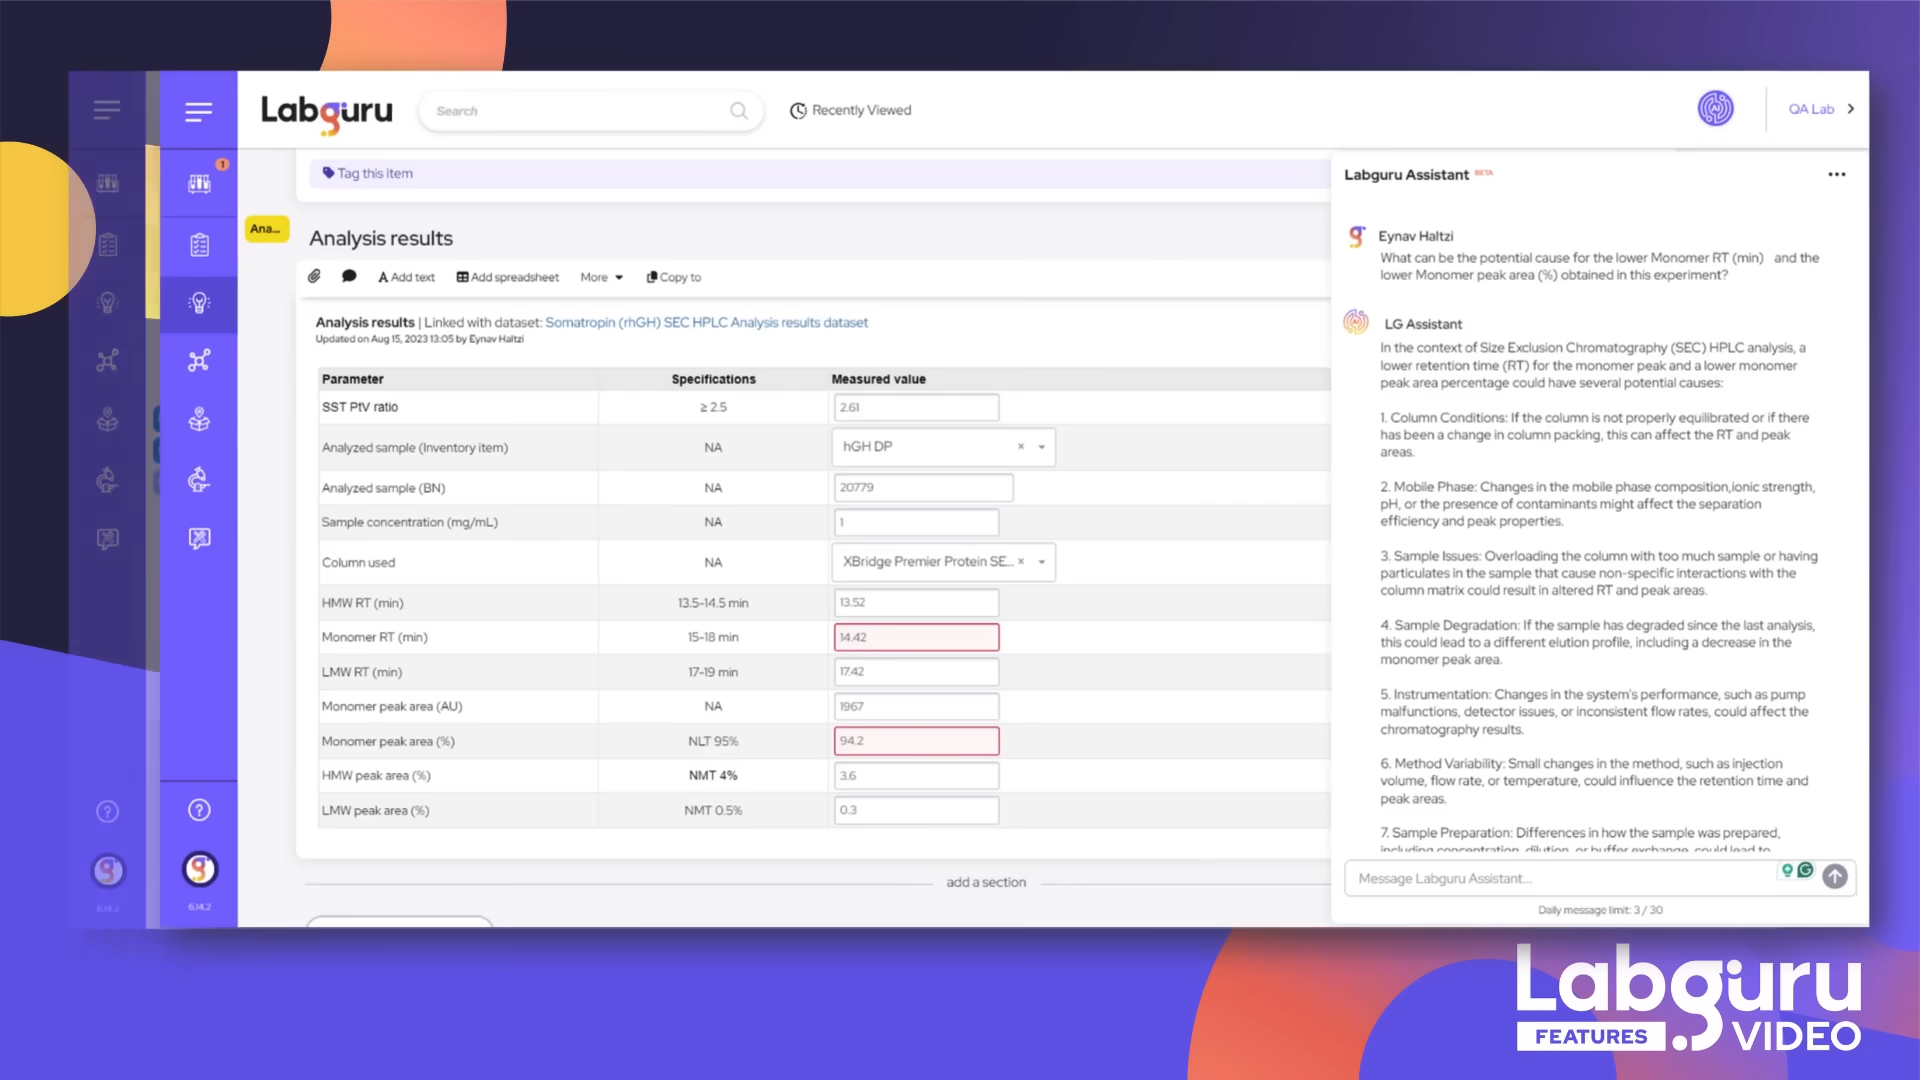 Labguru
Search
Recently Viewed
QA Lab
1
Tag this item
Ana...
Analysis results
Add text
Add spreadsheet
More
Copy to
Analysis results | Linked with dataset: Somatropin (rhGH) SEC HPLC Analysis results dataset
Updated on Aug 15, 2023 13:05 by Eynav Haltzi
Parameter Specifications Measured value
SST PtV ratio ≥ 2.5 2.61
Analyzed sample (Inventory item) NA hGH DP × 
Analyzed sample (BN) NA 20779
Sample concentration (mg/mL) NA 1
Column used NA XBridge Premier Protein SE... ×
HMW RT (min) 13.5-14.5 min 13.52
Monomer RT (min) 15-18 min 14.42
LMW RT (min) 17-19 min 17.42
Monomer peak area (AU) NA 1967
Monomer peak area (%) NLT 95% 94.2
HMW peak area (%) NMT 4% 3.6
LMW peak area (%) NMT 0.5% 0.3
add a section
6.14.2
6.14.2
Labguru Assistant BETA
Eynav Haltzi
What can be the potential cause for the lower Monomer RT (min) and the
lower Monomer peak area (%) obtained in this experiment?
AI
LG Assistant
In the context of Size Exclusion Chromatography (SEC) HPLC analysis, a
lower retention time (RT) for the monomer peak and a lower monomer
peak area percentage could have several potential causes:
1. Column Conditions: If the column is not properly equilibrated or if there
has been a change in column packing, this can affect the RT and peak
areas.
2. Mobile Phase: Changes in the mobile phase composition,ionic strength,
pH, or the presence of contaminants might affect the separation
efficiency and peak properties.
3. Sample Issues: Overloading the column with too much sample or having
particulates in the sample that cause non-specific interactions with the
column matrix could result in altered RT and peak areas.
4. Sample Degradation: If the sample has degraded since the last analysis,
this could lead to a different elution profile, including a decrease in the
monomer peak area.
5. Instrumentation: Changes in the system's performance, such as pump
malfunctions, detector issues, or inconsistent flow rates, could affect the
chromatography results.
6. Method Variability: Small changes in the method, such as injection
volume, flow rate, or temperature, could influence the retention time and
peak areas.
7. Sample Preparation: Differences in how the sample was prepared,
including concentration, dilution, or buffer exchange, could lead to
Message Labguru Assistant...
Daily message limit: 3 / 30
Labguru
FEATURES VIDEO